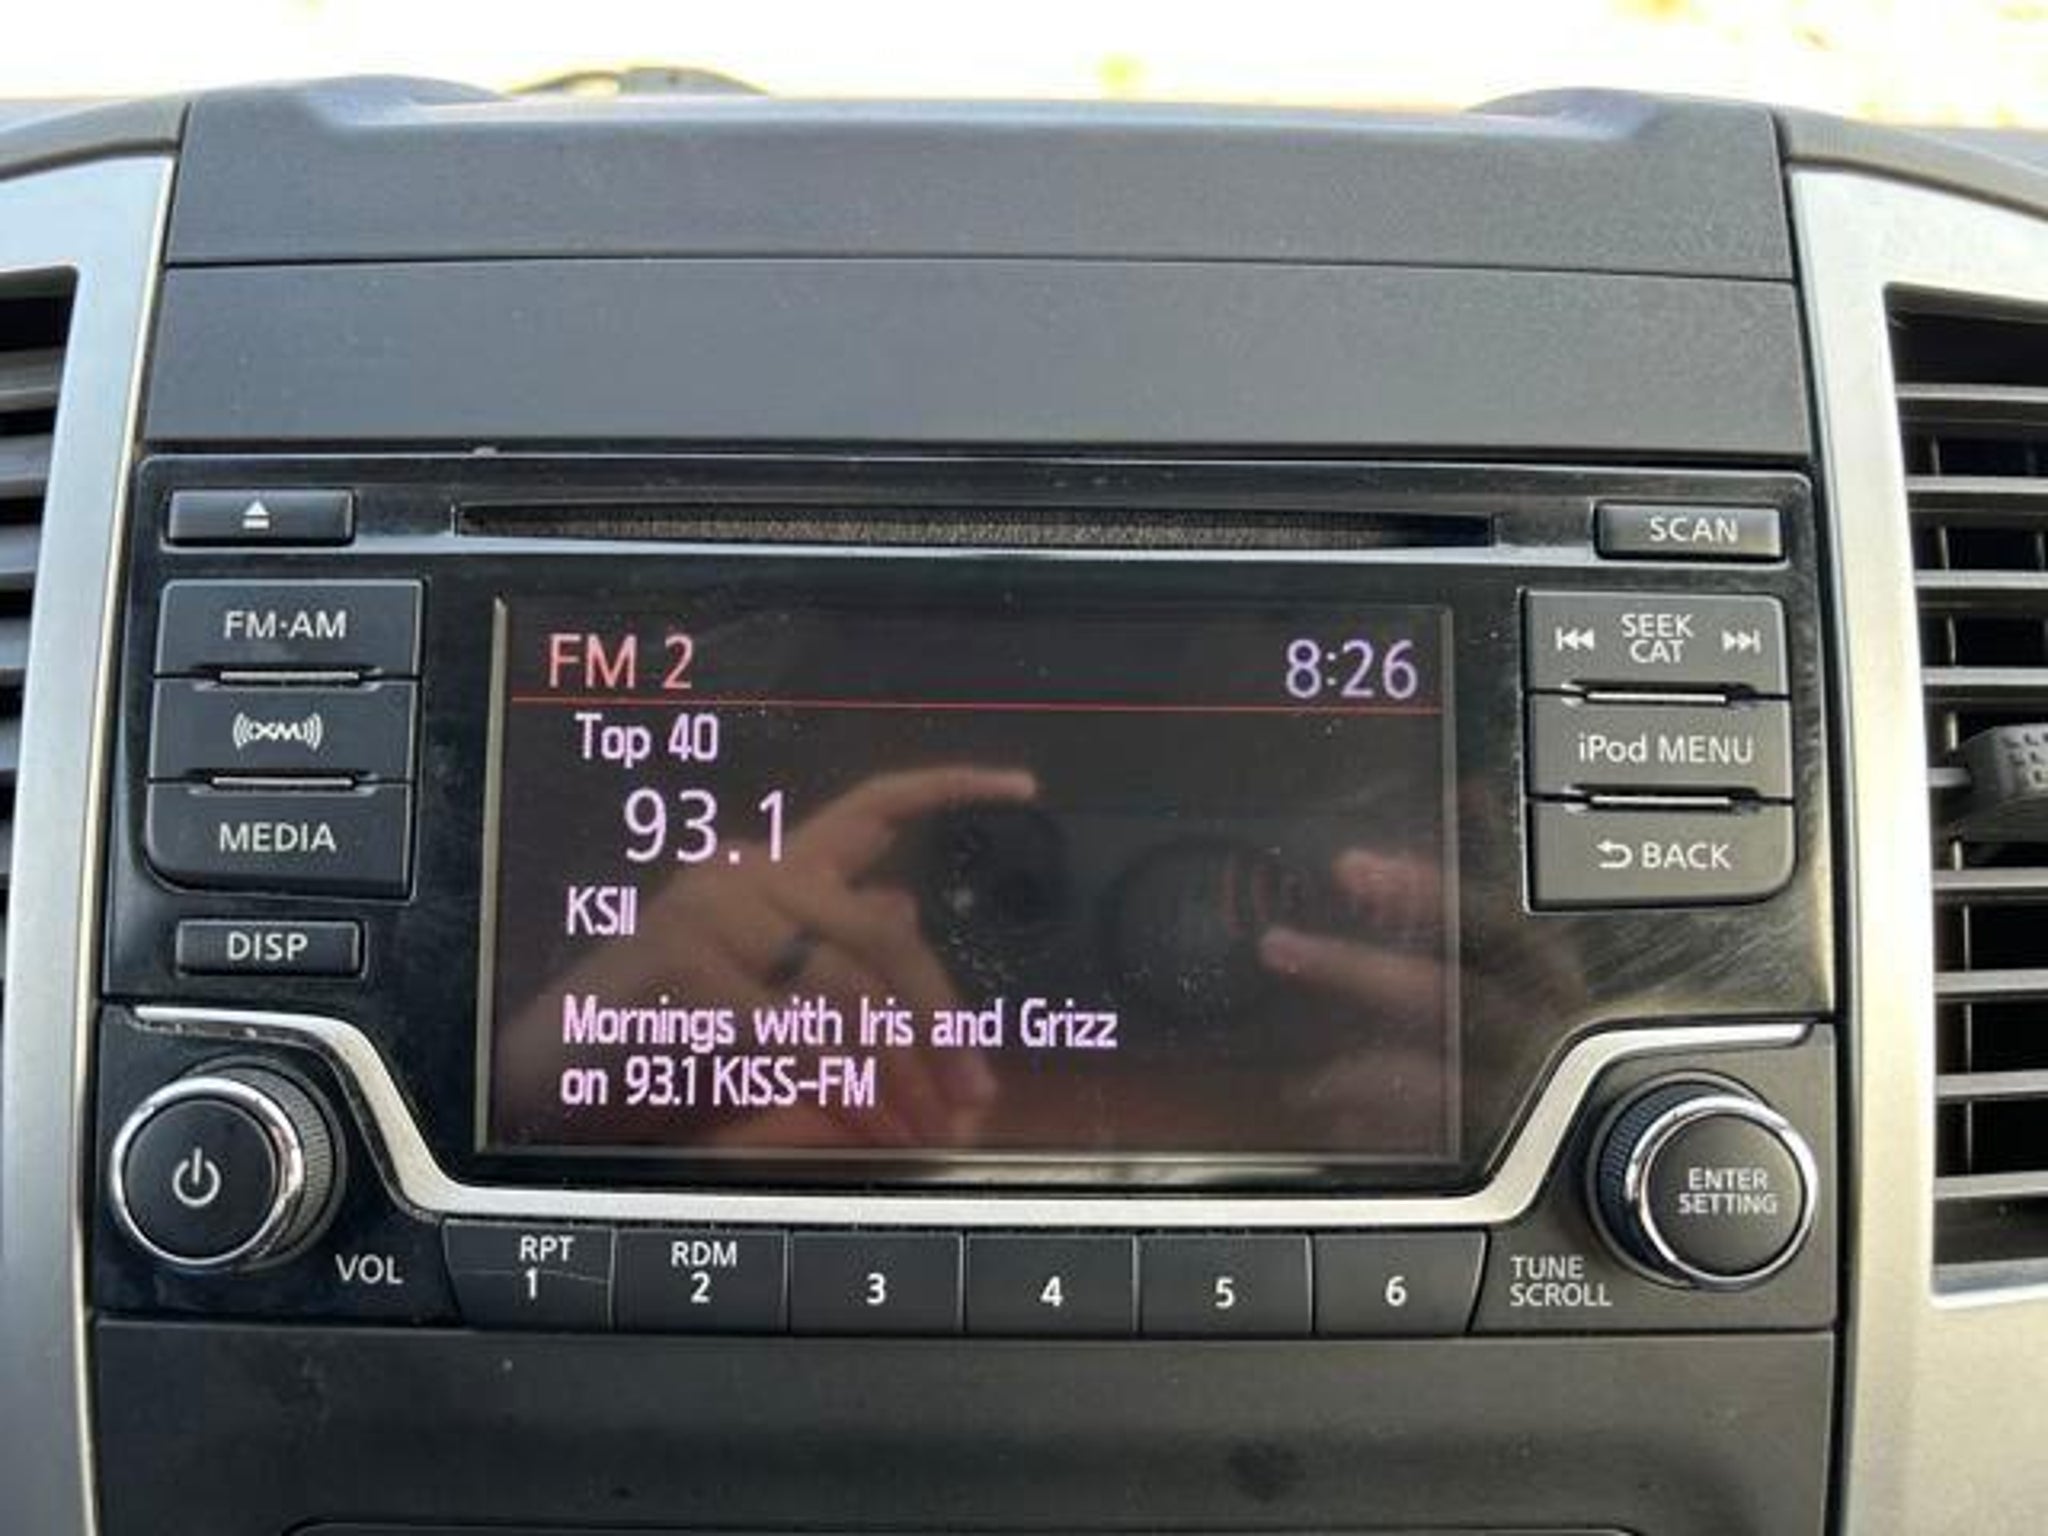 SCAN
FM·AM
SEEK
CAT
((XM))
iPod MENU
MEDIA
BACK
DISP
FM 2 8:26
Top 40
93.1
KSII
Mornings with Iris and Grizz
on 93.1 KISS-FM
VOL
RPT
1
RDM
2
3
4
5
6
TUNE
SCROLL
ENTER
SETTING